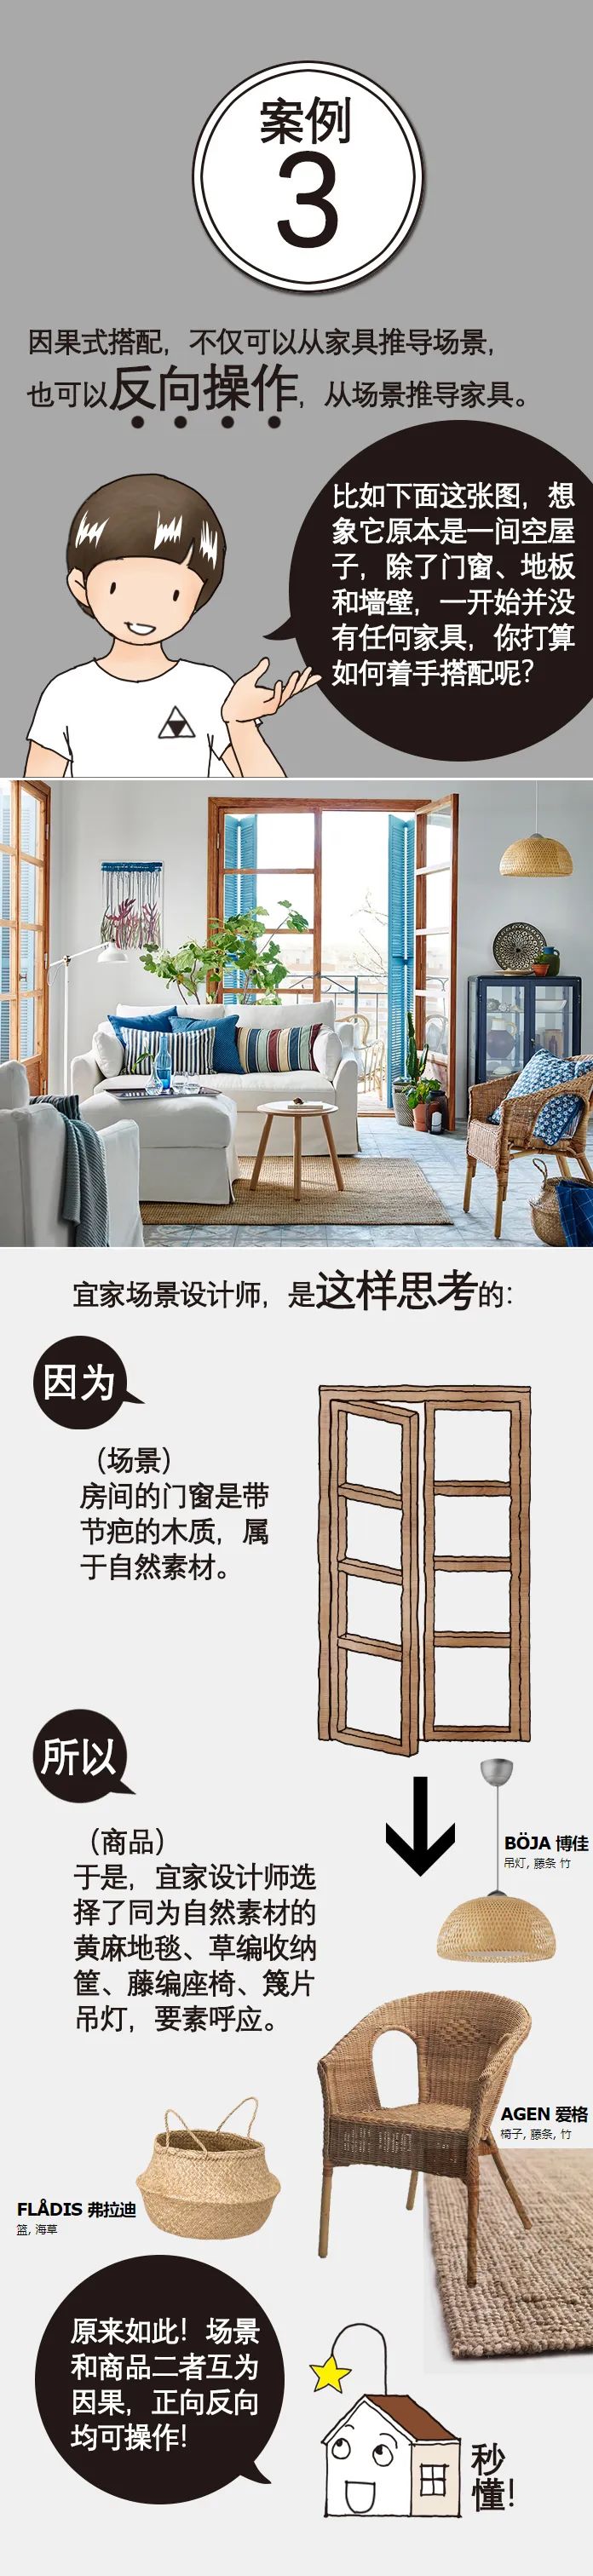 案例
3
因果式搭配，不仅可以从家具推导场景，
也可以反向操作，从场景推导家具。
比如下面这张图，想
象它原本是一间空屋
子，除了门窗、地板
和墙壁，一开始并没
有任何家具，你打算
如何着手搭配呢？
宜家场景设计师，是这样思考的：
因为
（场景）
房间的门窗是带
节疤的木质，属
于自然素材。
所以
（商品）
于是，宜家设计师选
择了同为自然素材的
黄麻地毯、草编收纳
筐、藤编座椅、篾片
吊灯，要素呼应。
BÖJA 博佳
吊灯, 藤条 竹
AGEN 爱格
椅子, 藤条, 竹
FLÅDIS 弗拉迪
篮, 海草
原来如此！场景
和商品二者互为
因果，正向反向
均可操作！
秒
懂！